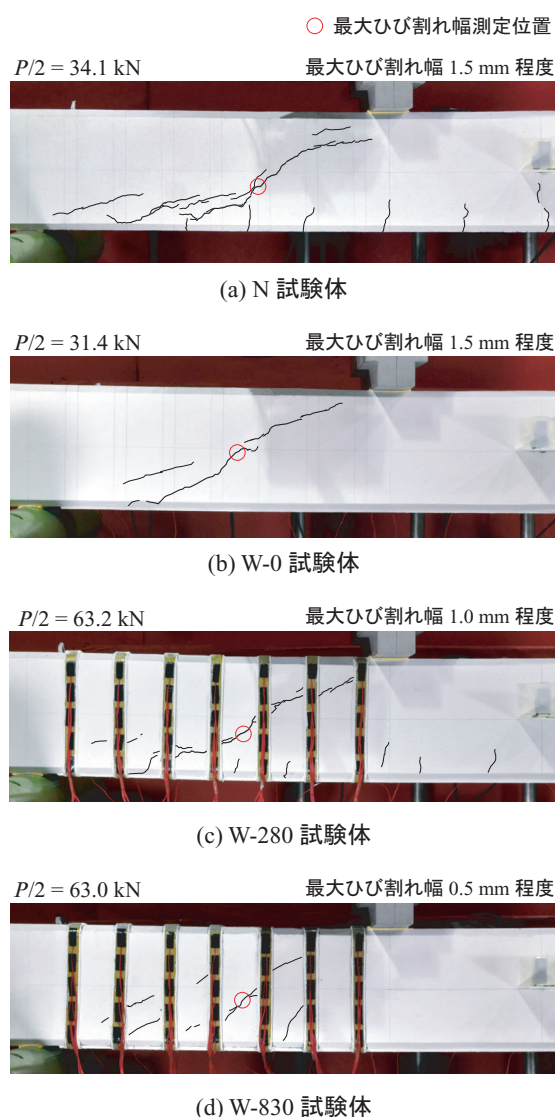 最大ひび割れ幅測定位置
P/2 = 34.1 kN 最大ひび割れ幅 1.5 mm 程度
(a) N 試験体
P/2 = 31.4 kN 最大ひび割れ幅 1.5 mm 程度
(b) W-0 試験体
P/2 = 63.2 kN 最大ひび割れ幅 1.0 mm 程度
(c) W-280 試験体
P/2 = 63.0 kN 最大ひび割れ幅 0.5 mm 程度
(d) W-830 試験体